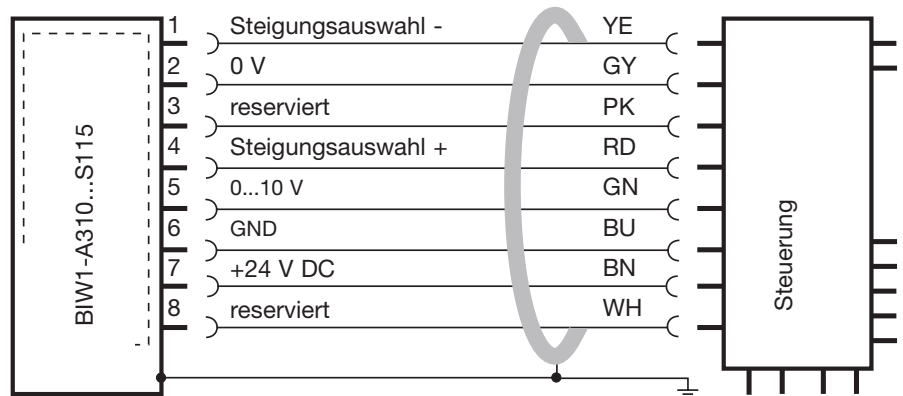 BIW1-A310...S115
1 Steigungsauswahl - YE
2 0 V GY
3 reserviert PK
4 Steigungsauswahl + RD
5 0...10 V GN
6 GND BU
7 +24 V DC BN
8 reserviert WH
Steuerung